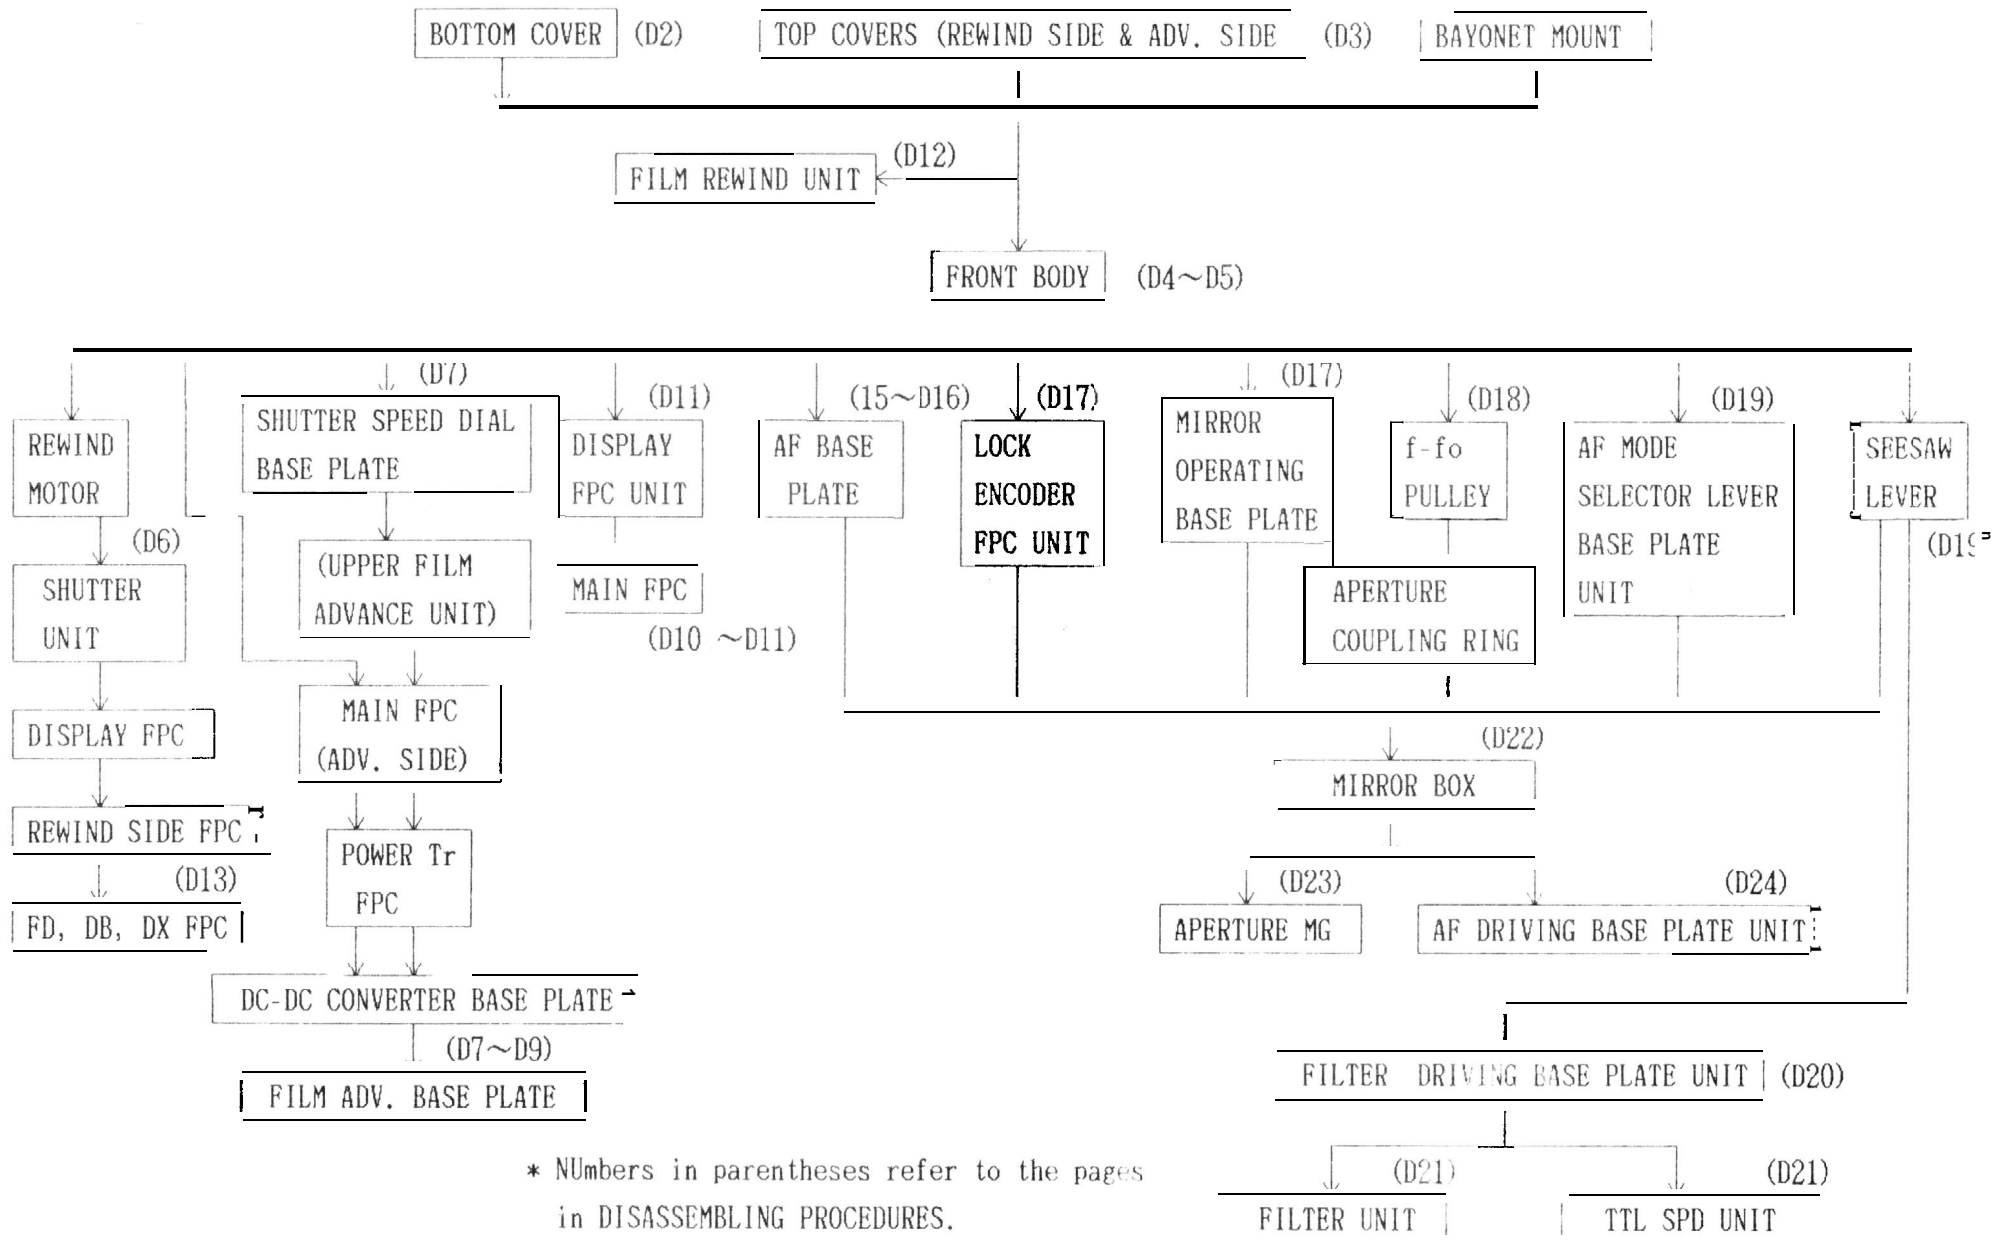 BOTTOM COVER (D2)
TOP COVERS (REWIND SIDE & ADV. SIDE (D3)
BAYONET MOUNT
(D12)
FILM REWIND UNIT
FRONT BODY (D4~D5)
REWIND
MOTOR
(D6)
SHUTTER
UNIT
DISPLAY FPC
REWIND SIDE FPC
(D13)
FD, DB, DX FPC
(D7)
SHUTTER SPEED DIAL
BASE PLATE
(UPPER FILM
ADVANCE UNIT)
MAIN FPC
(ADV. SIDE)
POWER Tr
FPC
DC-DC CONVERTER BASE PLATE
(D7~D9)
FILM ADV. BASE PLATE
(D11)
DISPLAY
FPC UNIT
MAIN FPC
(D10 ~D11)
(15~D16)
AF BASE
PLATE
(D17)
LOCK
ENCODER
FPC UNIT
(D17)
MIRROR
OPERATING
BASE PLATE
(D18)
f-fo
PULLEY
APERTURE
COUPLING RING
(D19)
AF MODE
SELECTOR LEVER
BASE PLATE
UNIT
SEESAW
LEVER
(D22)
MIRROR BOX
(D23)
APERTURE MG
(D24)
AF DRIVING BASE PLATE UNIT
FILTER DRIVING BASE PLATE UNIT (D20)
(D21)
FILTER UNIT
(D21)
TTL SPD UNIT
* NUmbers in parentheses refer to the pages
in DISASSEMBLING PROCEDURES.